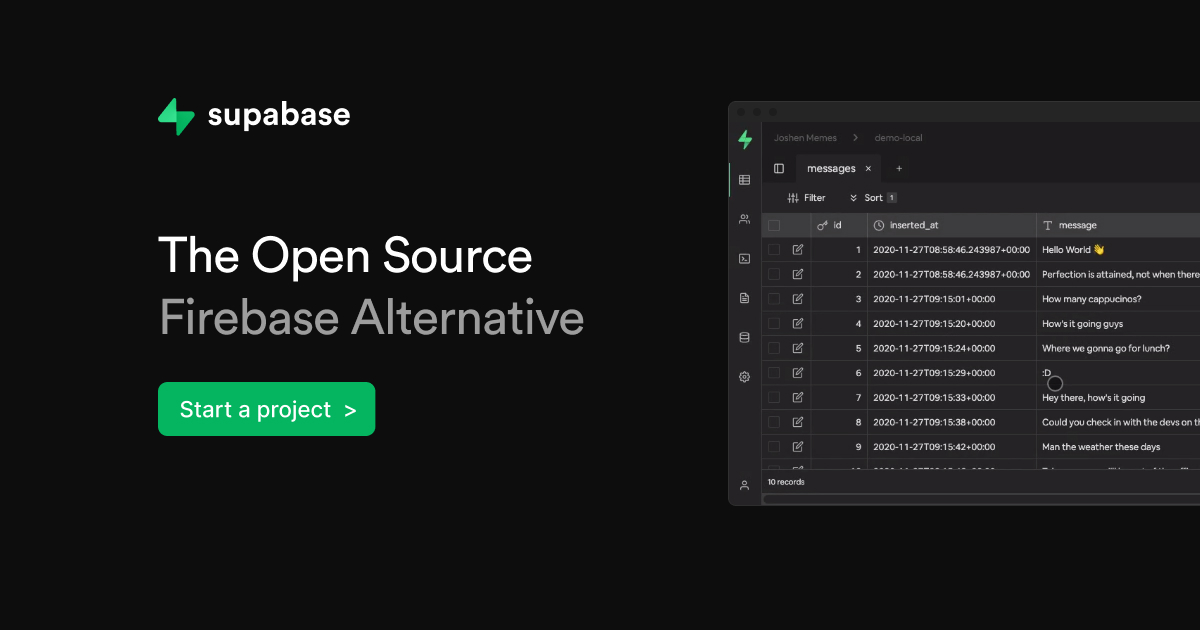 supabase
The Open Source
Firebase Alternative
Start a project >
Joshen Memes > demo-local
messages × +
Filter Sort 1
id inserted_at message
1 2020-11-27T08:58:46.243987+00:00 Hello World 👋
2 2020-11-27T08:58:46.243987+00:00 Perfection is attained, not when there
3 2020-11-27T09:15:01+00:00 How many cappucinos?
4 2020-11-27T09:15:20+00:00 How's it going guys
5 2020-11-27T09:15:24+00:00 Where we gonna go for lunch?
6 2020-11-27T09:15:29+00:00 :D
7 2020-11-27T09:15:33+00:00 Hey there, how's it going
8 2020-11-27T09:15:38+00:00 Could you check in with the devs on
9 2020-11-27T09:15:42+00:00 Man the weather these days
10 records